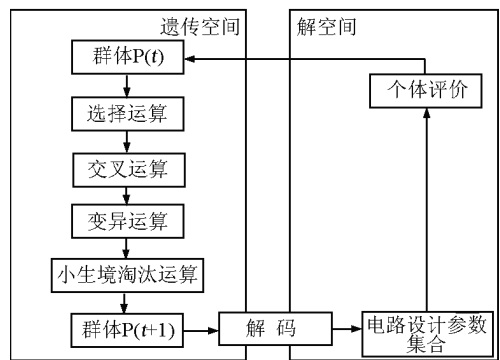 遗传空间
解空间
群体P(t)
个体评价
选择运算
交叉运算
变异运算
小生境淘汰运算
群体P(t+1)
解 码
电路设计参数
集合